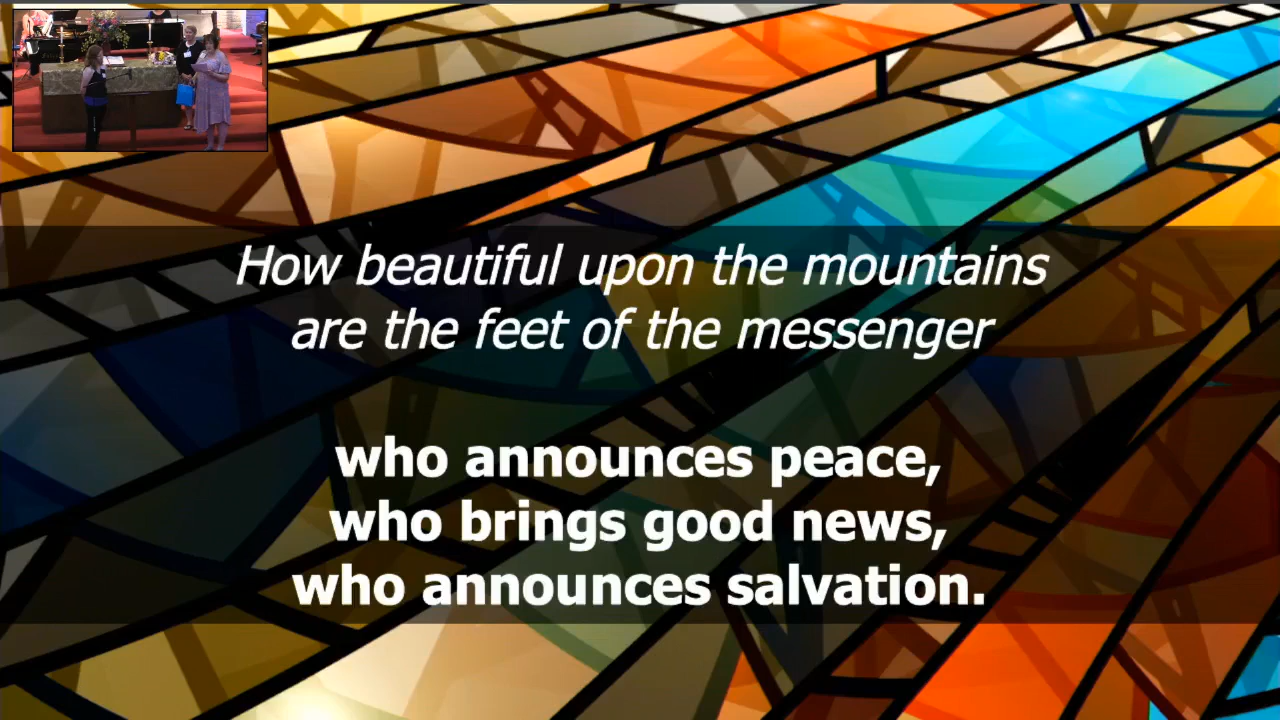 How beautiful upon the mountains
are the feet of the messenger
who announces peace,
who brings good news,
who announces salvation.